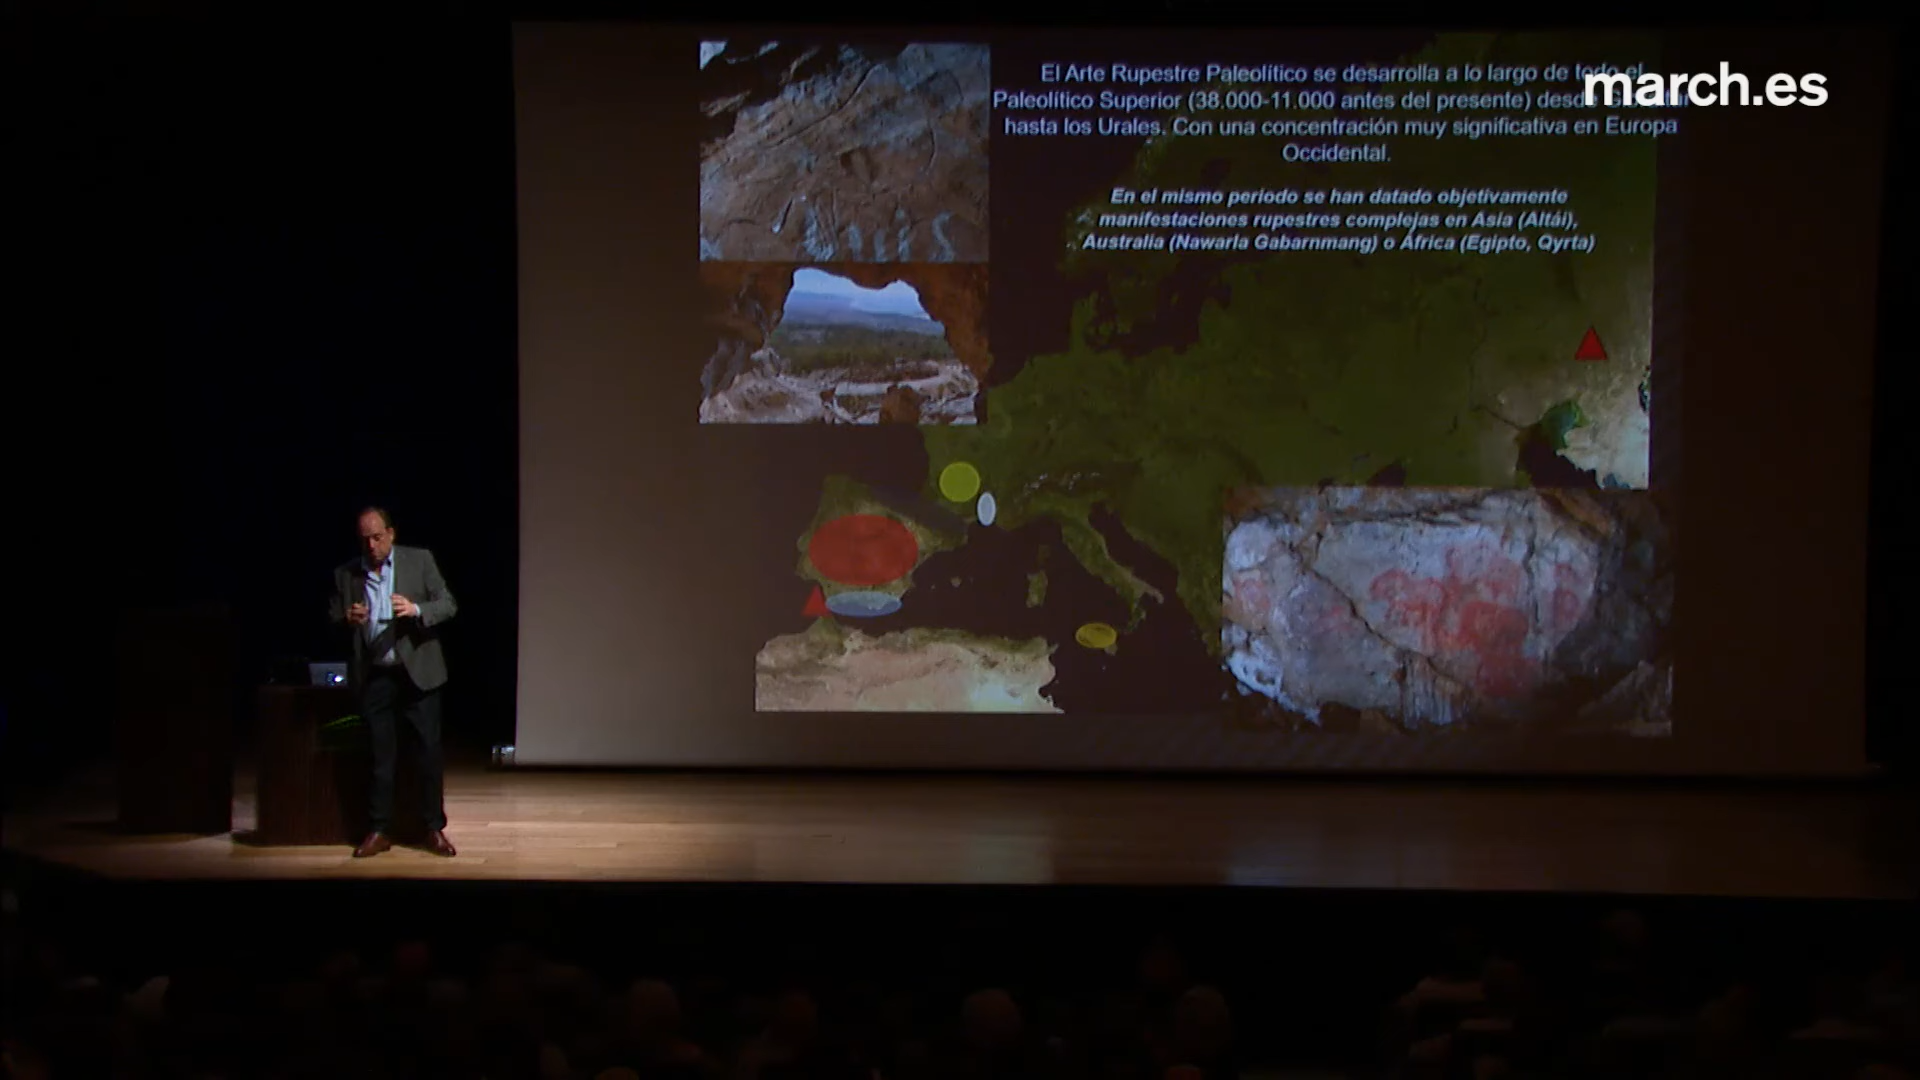 El Arte Rupestre Paleolítico se desarrolla a lo largo de todo el
march.es
Paleolítico Superior (38.000-11.000 antes del presente) desde
hasta los Urales. Con una concentración muy significativa en Europa
Occidental.
En el mismo periodo se han datado objetivamente
manifestaciones rupestres complejas en Asia (Altái),
Australia (Nawarla Gabarnmang) o África (Egipto, Qyrta)